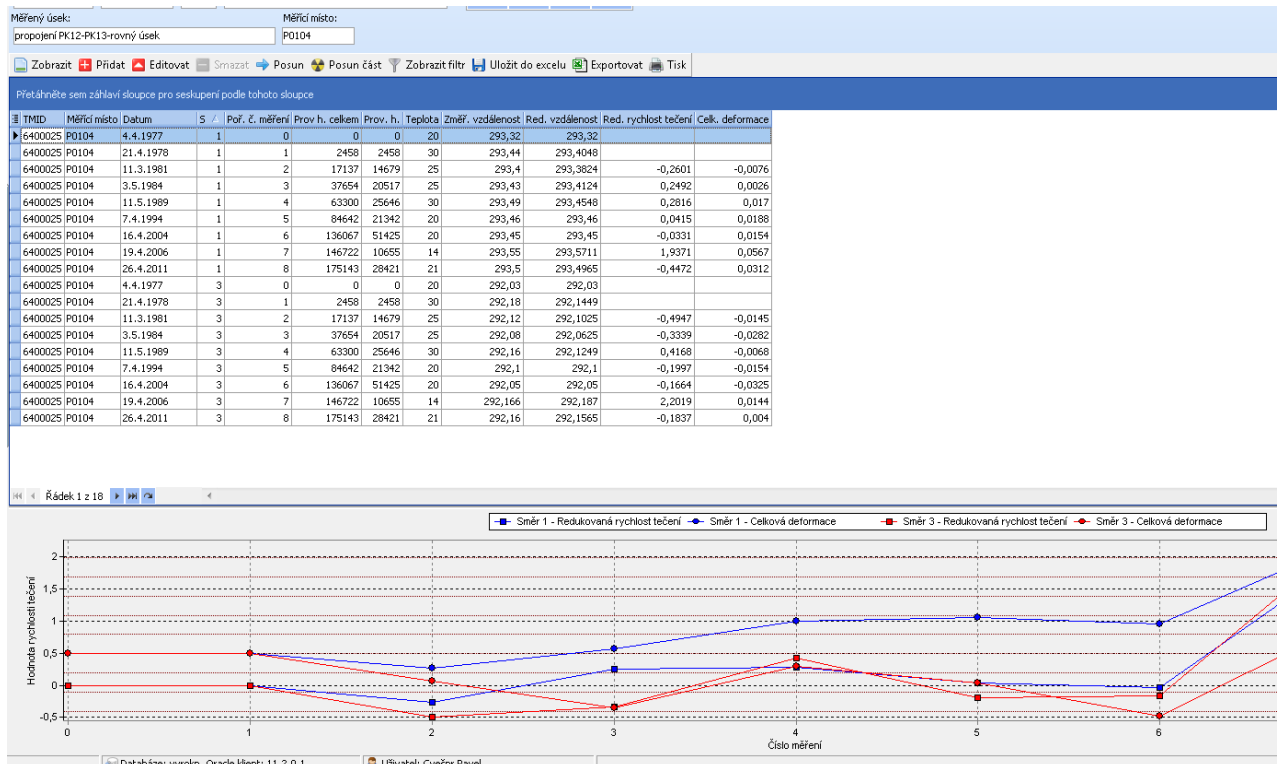 Měřený úsek: Měřící místo:
propojení PK12-PK13-rovný úsek P0104
Zobrazit Přidat Editovat Smazat Posun Posun část Zobrazit filtr Uložit do excelu Exportovat Tisk
Přetáhněte sem záhlaví sloupce pro seskupení podle tohoto sloupce
TMID Měřící místo Datum S Poř. č. měření Prov h. celkem Prov. h. Teplota Změř. vzdálenost Red. vzdálenost Red. rychlost tečení Celk. deformace
6400025 P0104 4.4.1977 1 0 0 0 20 293,32 293,32
6400025 P0104 21.4.1978 1 1 2458 2458 30 293,44 293,4048
6400025 P0104 11.3.1981 1 2 17137 14679 25 293,4 293,3824 -0,2601 -0,0076
6400025 P0104 3.5.1984 1 3 37654 20517 25 293,43 293,4124 0,2492 0,0026
6400025 P0104 11.5.1989 1 4 63300 25646 30 293,49 293,4548 0,2816 0,017
6400025 P0104 7.4.1994 1 5 84642 21342 20 293,46 293,46 0,0415 0,0188
6400025 P0104 16.4.2004 1 6 136067 51425 20 293,45 293,45 -0,0331 0,0154
6400025 P0104 19.4.2006 1 7 146722 10655 14 293,55 293,5711 1,9371 0,0567
6400025 P0104 26.4.2011 1 8 175143 28421 21 293,5 293,4965 -0,4472 0,0312
6400025 P0104 4.4.1977 3 0 0 0 20 292,03 292,03
6400025 P0104 21.4.1978 3 1 2458 2458 30 292,18 292,1449
6400025 P0104 11.3.1981 3 2 17137 14679 25 292,12 292,1025 -0,4947 -0,0145
6400025 P0104 3.5.1984 3 3 37654 20517 25 292,08 292,0625 -0,3339 -0,0282
6400025 P0104 11.5.1989 3 4 63300 25646 30 292,16 292,1249 0,4168 -0,0068
6400025 P0104 7.4.1994 3 5 84642 21342 20 292,1 292,1 -0,1997 -0,0154
6400025 P0104 16.4.2004 3 6 136067 51425 20 292,05 292,05 -0,1664 -0,0325
6400025 P0104 19.4.2006 3 7 146722 10655 14 292,166 292,187 2,2019 0,0144
6400025 P0104 26.4.2011 3 8 175143 28421 21 292,16 292,1565 -0,1837 0,004
Řádek 1 z 18
Směr 1 - Redukovaná rychlost tečení Směr 1 - Celková deformace Směr 3 - Redukovaná rychlost tečení Směr 3 - Celková deformace
Hodnota rychlosti tečení
2
1,5
1
0,5
0
-0,5
0 1 2 3 4 5 6
Číslo měření
Databáze: vyrokp, Oracle klient: 11.2.0.1 Uživatel: Cvečpr Pavel